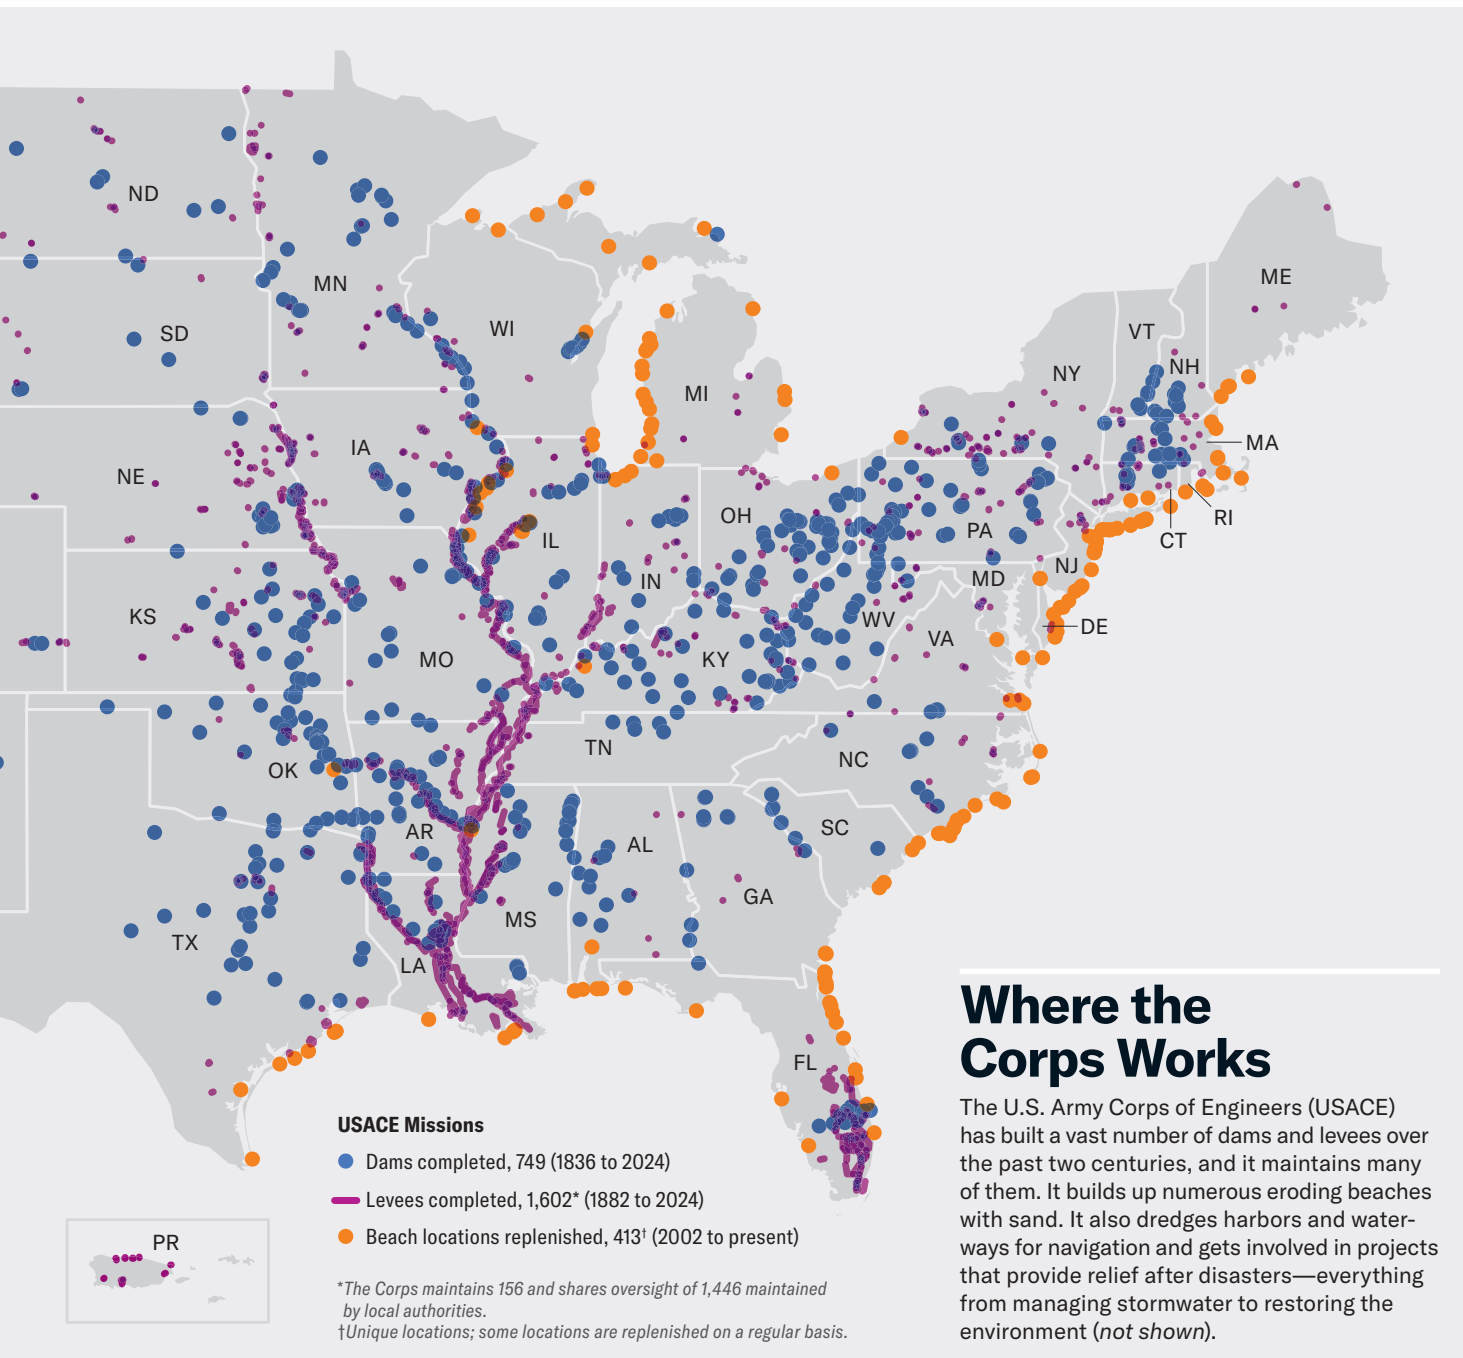 ND
MN
ME
SD
WI
VT
NH
NY
MI
IA
MA
NE
OH
PA
RI
IL
CT
IN
NJ
MD
KS
WV
DE
VA
MO
KY
TN
NC
OK
AR
SC
AL
GA
MS
TX
LA
FL
PR
Where the
Corps Works
The U.S. Army Corps of Engineers (USACE)
has built a vast number of dams and levees over
the past two centuries, and it maintains many
of them. It builds up numerous eroding beaches
with sand. It also dredges harbors and water-
ways for navigation and gets involved in projects
that provide relief after disasters—everything
from managing stormwater to restoring the
environment (not shown).
USACE Missions
Dams completed, 749 (1836 to 2024)
Levees completed, 1,602* (1882 to 2024)
Beach locations replenished, 413† (2002 to present)
*The Corps maintains 156 and shares oversight of 1,446 maintained
by local authorities.
†Unique locations; some locations are replenished on a regular basis.